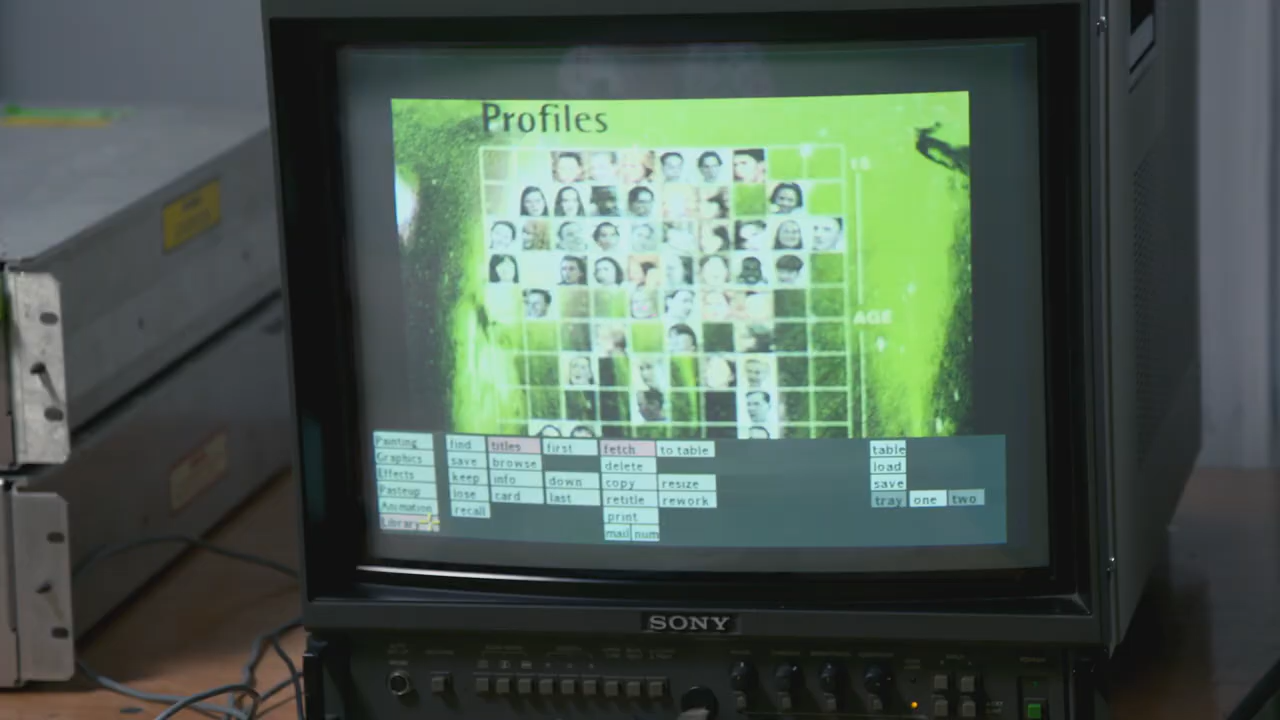 Profiles
18
AGE
Painting find titles first fetch to table table
Graphics save browse delete load
Effects keep info down copy resize save
Pasteup lose card last retitle rework tray one two
Animation recall print
Library mail num
SONY